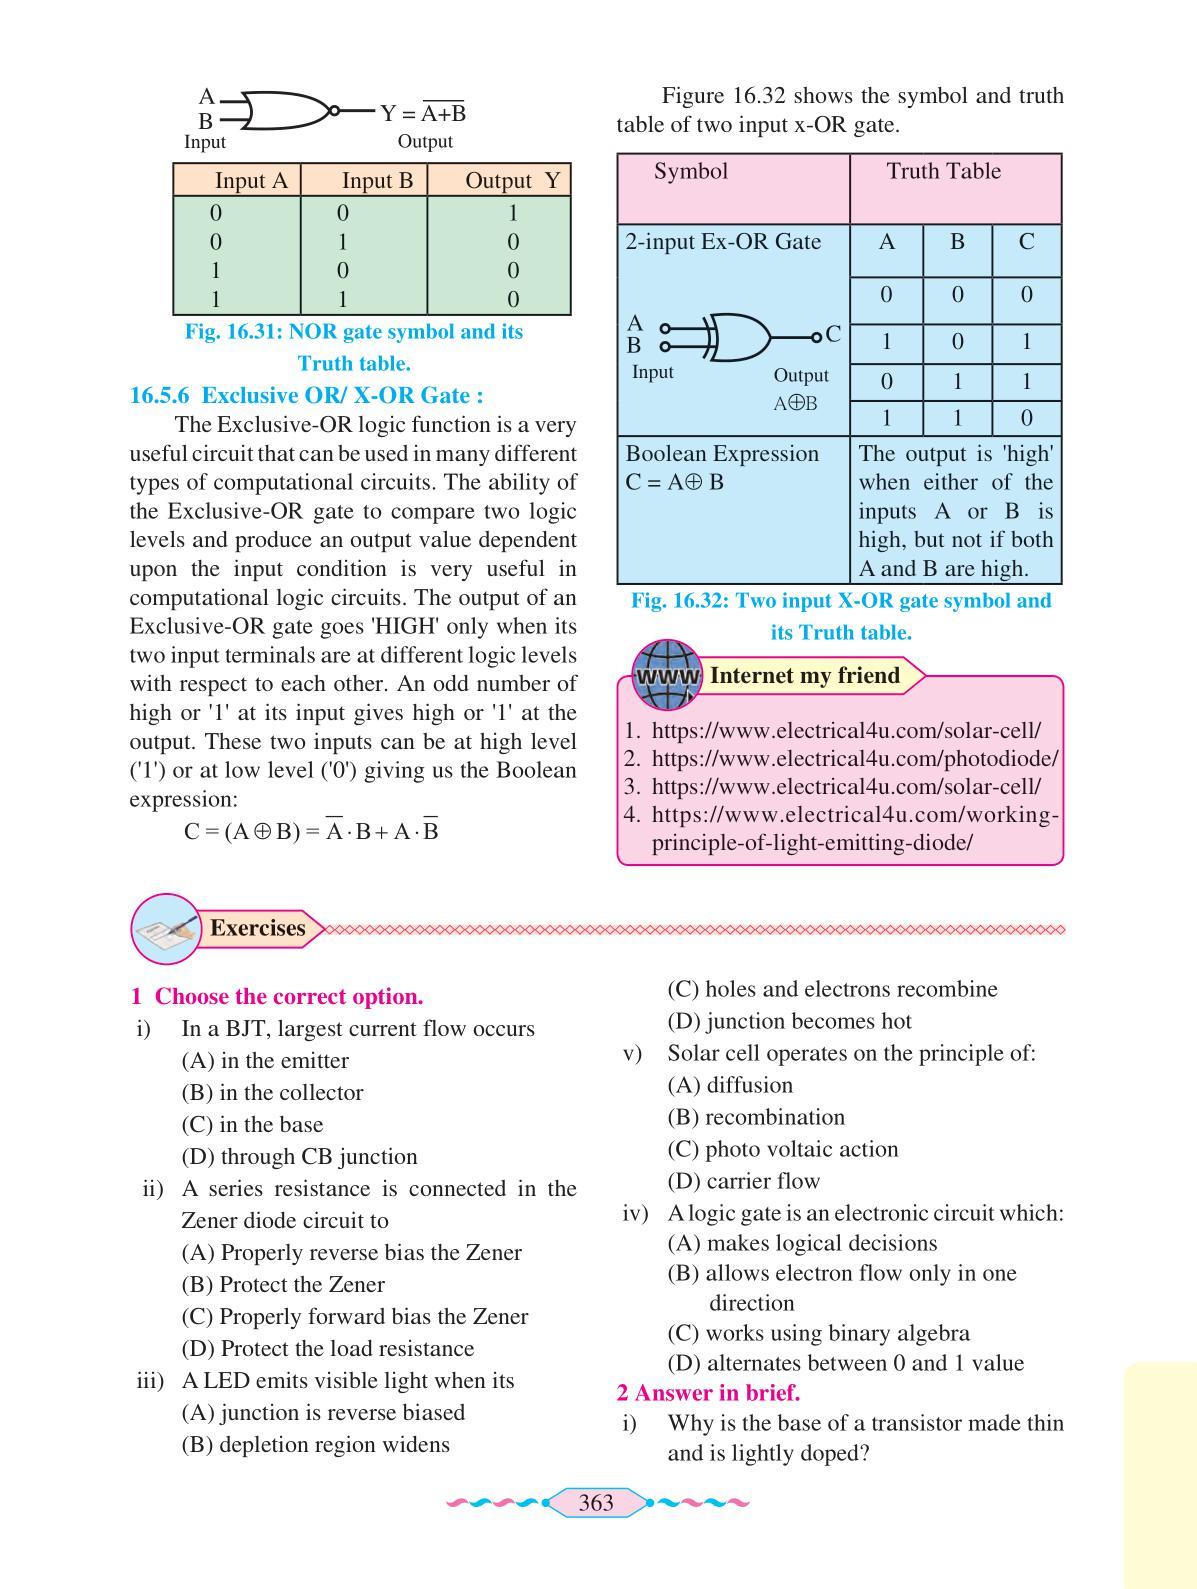 A
B
Y = A+B
Input Output
Input A Input B Output Y
0 0 1
0 1 0
1 0 0
1 1 0
Fig. 16.31: NOR gate symbol and its
Truth table.
16.5.6 Exclusive OR/ X-OR Gate :
The Exclusive-OR logic function is a very
useful circuit that can be used in many different
types of computational circuits. The ability of
the Exclusive-OR gate to compare two logic
levels and produce an output value dependent
upon the input condition is very useful in
computational logic circuits. The output of an
Exclusive-OR gate goes 'HIGH' only when its
two input terminals are at different logic levels
with respect to each other. An odd number of
high or '1' at its input gives high or '1' at the
output. These two inputs can be at high level
('1') or at low level ('0') giving us the Boolean
expression:
C = (A ⊕ B) = A̅ · B + A · B̅
Figure 16.32 shows the symbol and truth
table of two input x-OR gate.
Symbol Truth Table
2-input Ex-OR Gate A B C
0 0 0
A
B
C
1 0 1
Input Output
0 1 1
A⊕B
1 1 0
Boolean Expression
C = A⊕ B
The output is 'high'
when either of the
inputs A or B is
high, but not if both
A and B are high.
Fig. 16.32: Two input X-OR gate symbol and
its Truth table.
www Internet my friend
1. https://www.electrical4u.com/solar-cell/
2. https://www.electrical4u.com/photodiode/
3. https://www.electrical4u.com/solar-cell/
4. https://www.electrical4u.com/working-
principle-of-light-emitting-diode/
Exercises
1 Choose the correct option.
i) In a BJT, largest current flow occurs
(A) in the emitter
(B) in the collector
(C) in the base
(D) through CB junction
ii) A series resistance is connected in the
Zener diode circuit to
(A) Properly reverse bias the Zener
(B) Protect the Zener
(C) Properly forward bias the Zener
(D) Protect the load resistance
iii) A LED emits visible light when its
(A) junction is reverse biased
(B) depletion region widens
(C) holes and electrons recombine
(D) junction becomes hot
v) Solar cell operates on the principle of:
(A) diffusion
(B) recombination
(C) photo voltaic action
(D) carrier flow
iv) A logic gate is an electronic circuit which:
(A) makes logical decisions
(B) allows electron flow only in one
direction
(C) works using binary algebra
(D) alternates between 0 and 1 value
2 Answer in brief.
i) Why is the base of a transistor made thin
and is lightly doped?
363